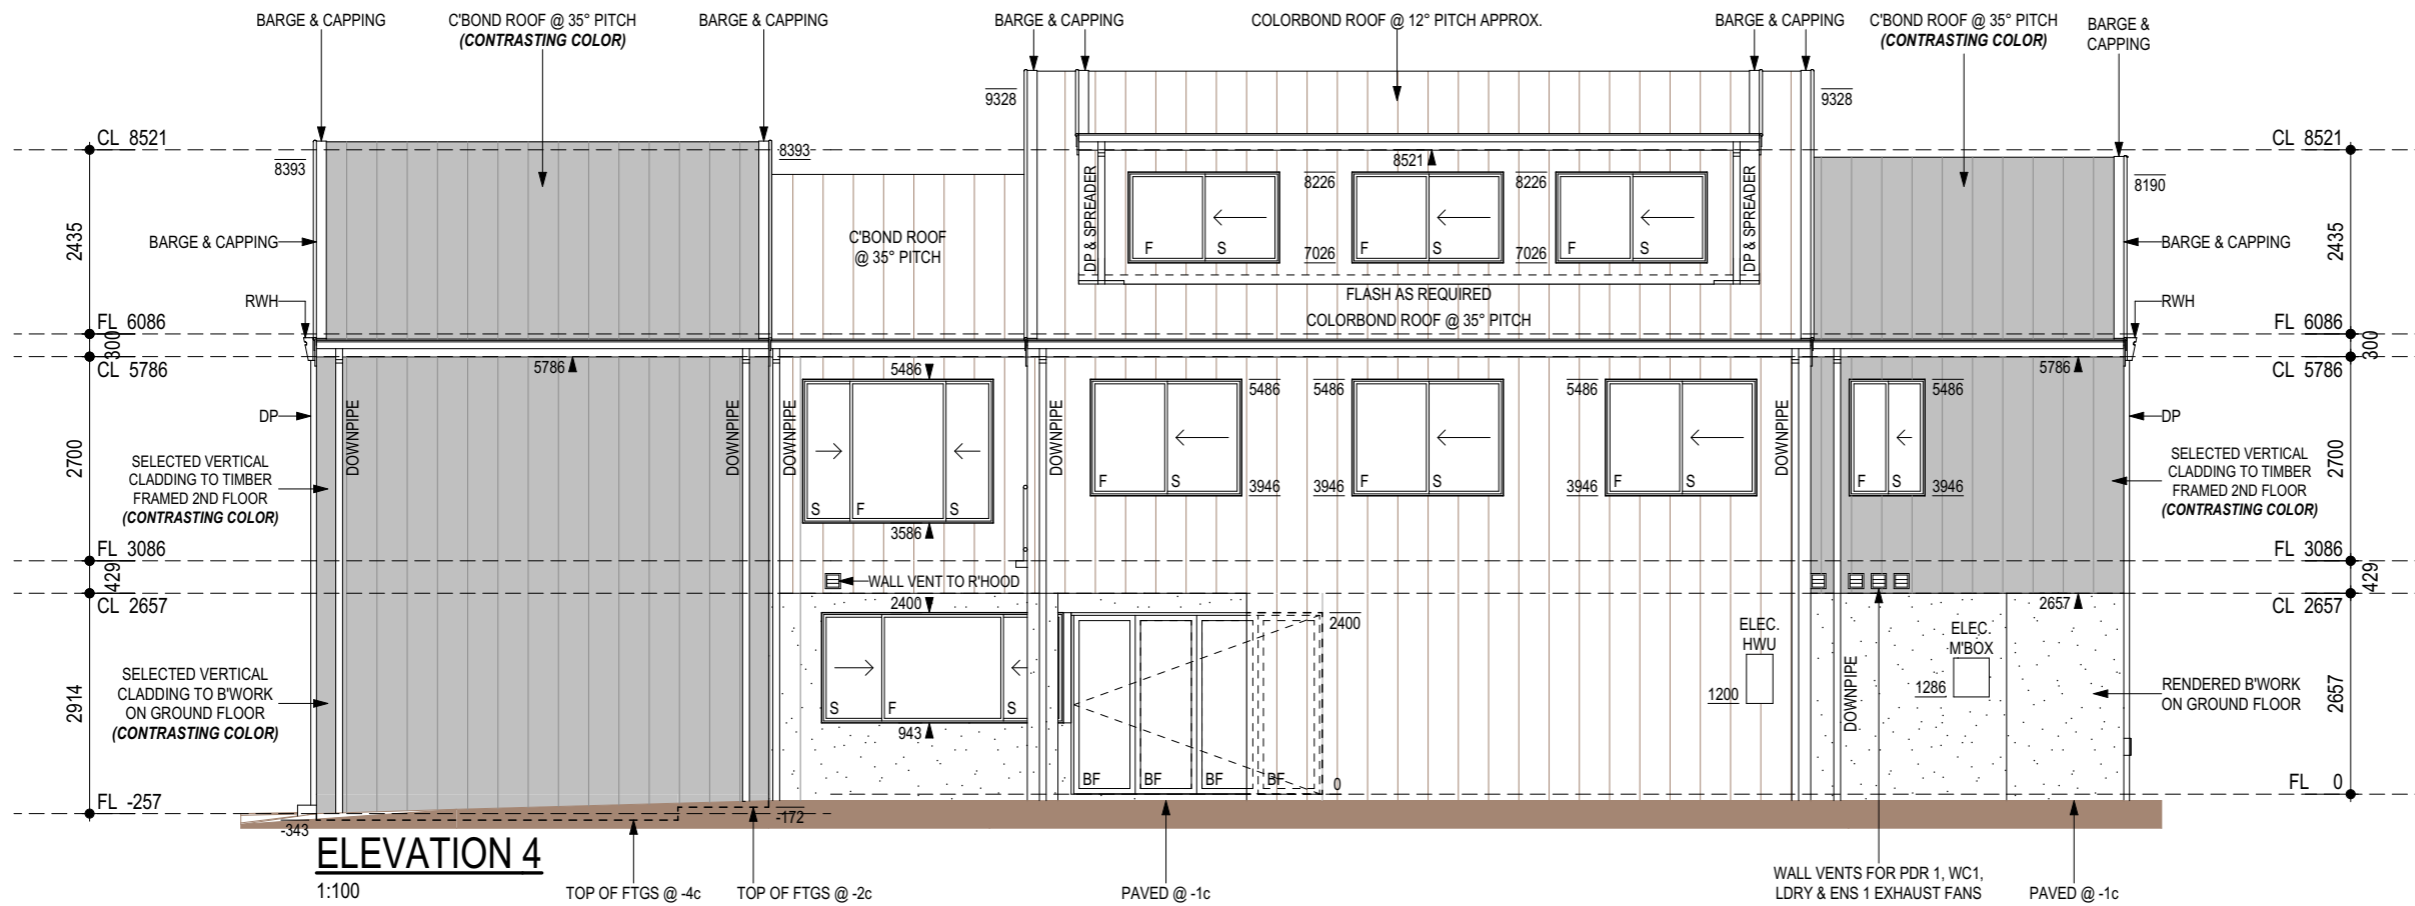 BARGE & CAPPING
C'BOND ROOF @ 35° PITCH
(CONTRASTING COLOR)
BARGE & CAPPING
BARGE & CAPPING
COLORBOND ROOF @ 12° PITCH APPROX.
BARGE & CAPPING
C'BOND ROOF @ 35° PITCH
(CONTRASTING COLOR)
BARGE &
CAPPING
9328
9328
CL 8521
8393
8393
8521
CL 8521
8190
2435
BARGE & CAPPING
C'BOND ROOF
@ 35° PITCH
DP & SPREADER
F
S
8226
7026
F
S
8226
7026
F
S
DP & SPREADER
BARGE & CAPPING
2435
RWH
FLASH AS REQUIRED
COLORBOND ROOF @ 35° PITCH
RWH
FL 6086
300
CL 5786
FL 6086
300
CL 5786
5786
5486
5486
5486
5486
5486
5786
DP
DOWNPIPE
DOWNPIPE
DOWNPIPE
DOWNPIPE
DOWNPIPE
DP
2700
SELECTED VERTICAL
CLADDING TO TIMBER
FRAMED 2ND FLOOR
(CONTRASTING COLOR)
S
F
S
3586
F
S
3946
3946
F
S
3946
F
S
F
S
3946
SELECTED VERTICAL
CLADDING TO TIMBER
FRAMED 2ND FLOOR
(CONTRASTING COLOR)
2700
FL 3086
429
CL 2657
WALL VENT TO R'HOOD
2400
2400
2657
FL 3086
429
CL 2657
2914
SELECTED VERTICAL
CLADDING TO B'WORK
ON GROUND FLOOR
(CONTRASTING COLOR)
S
F
S
943
BF
BF
BF
BF
0
ELEC.
HWU
1200
DOWNPIPE
ELEC.
M'BOX
1286
RENDERED B'WORK
ON GROUND FLOOR
2657
FL -257
FL 0
-343
-172
ELEVATION 4
1:100
TOP OF FTGS @ -4c
TOP OF FTGS @ -2c
PAVED @ -1c
WALL VENTS FOR PDR 1, WC1,
LDRY & ENS 1 EXHAUST FANS
PAVED @ -1c